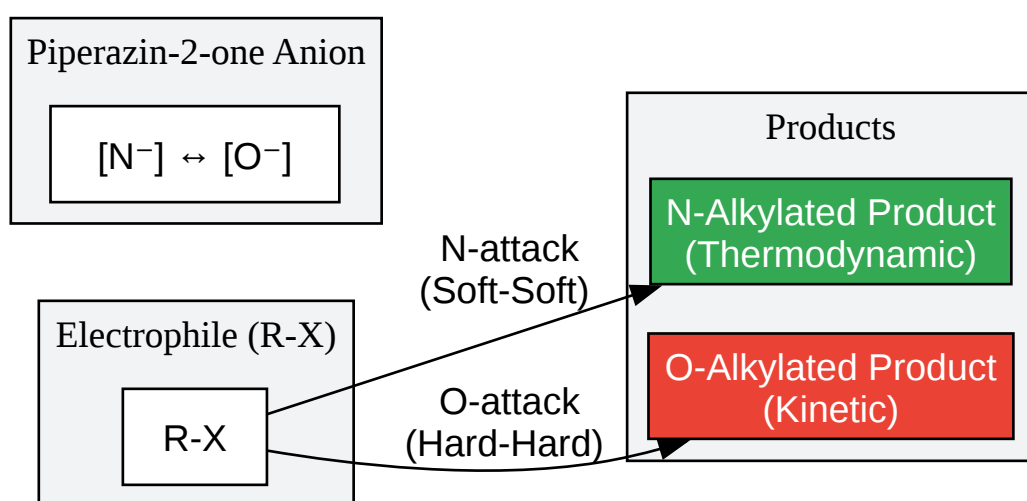 Piperazin-2-one Anion
[N⁻] ↔ [O⁻]
Electrophile (R-X)
R-X
N-attack
(Soft-Soft)
O-attack
(Hard-Hard)
Products
N-Alkylated Product
(Thermodynamic)
O-Alkylated Product
(Kinetic)